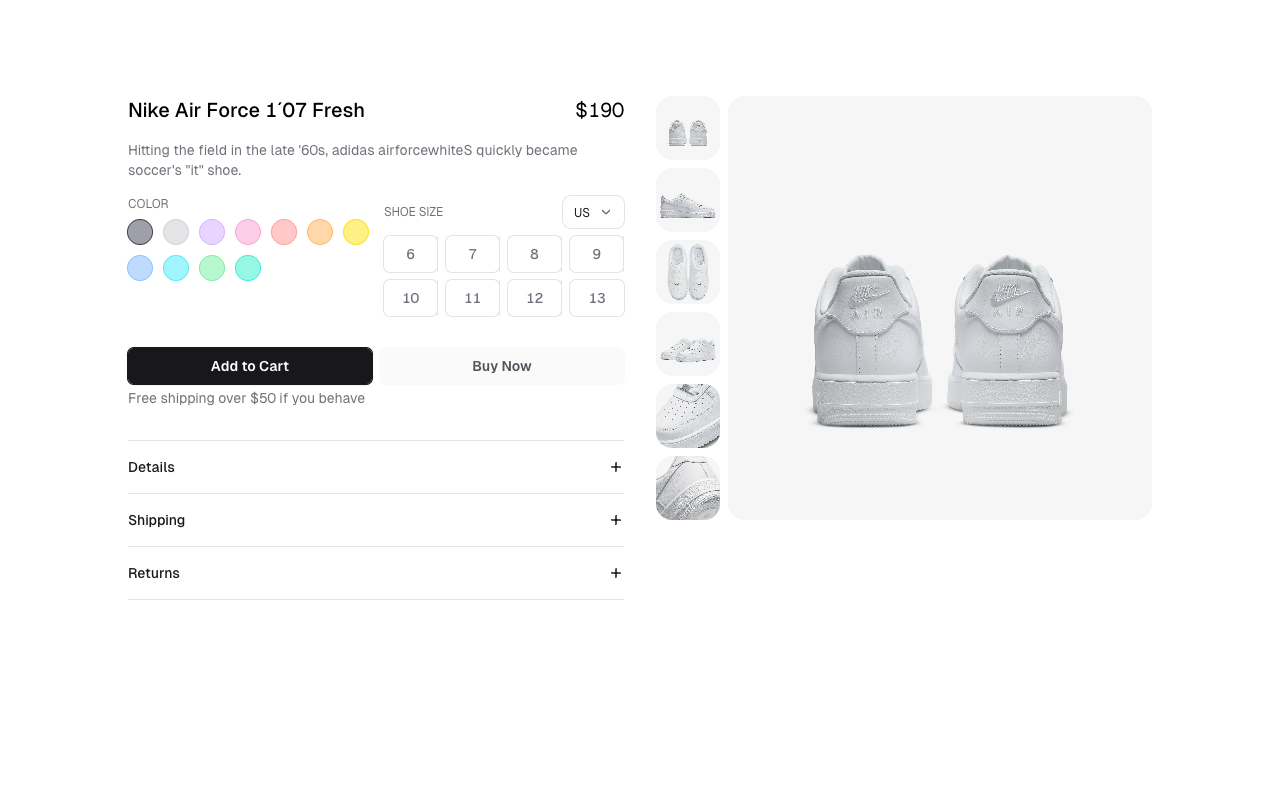 Nike Air Force 1´07 Fresh
$190
Hitting the field in the late '60s, adidas airforcewhiteS quickly became
soccer's "it" shoe.
COLOR
SHOE SIZE
US
6 7 8 9
10 11 12 13
Add to Cart
Buy Now
Free shipping over $50 if you behave
Details
Shipping
Returns
AIR
AIR